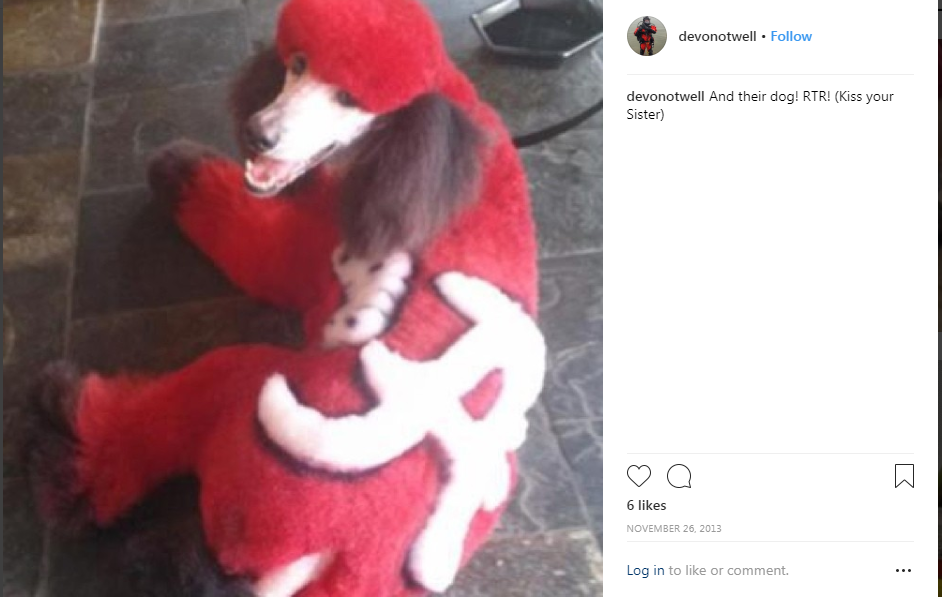 devonotwell • Follow
devonotwell And their dog! RTR! (Kiss your
Sister)
6 likes
NOVEMBER 26, 2013
Log in to like or comment.